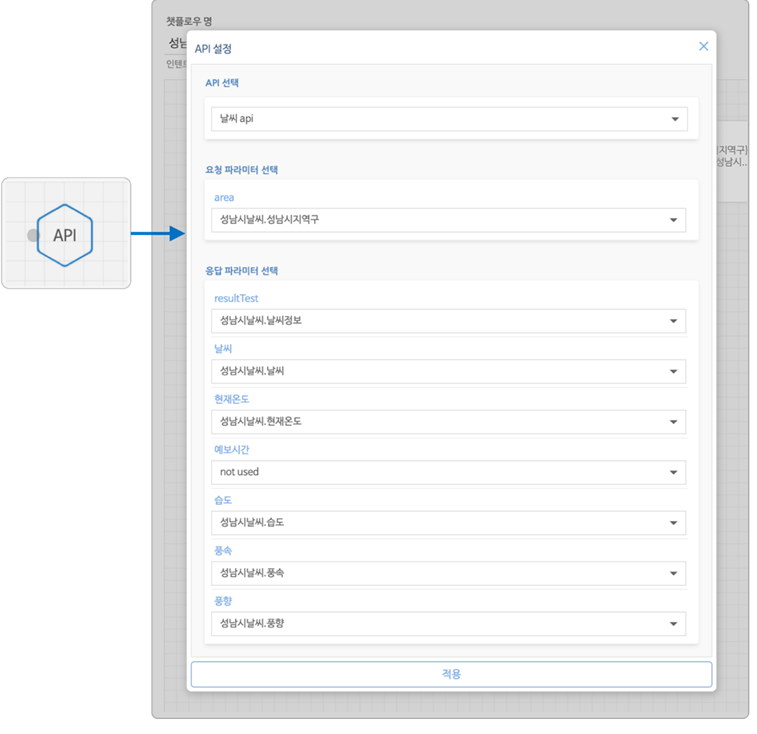 챗플로우 명
성남
인텐트
API 설정
API 선택
날씨 api
요청 파라미터 선택
area
성남시날씨.성남시지역구
지역구)
성남시..
API
응답 파라미터 선택
resultTest
성남시날씨.날씨정보
날씨
성남시날씨.날씨
현재온도
성남시날씨.현재온도
예보시간
not used
습도
성남시날씨.습도
풍속
성남시날씨.풍속
풍향
성남시날씨.풍향
적용